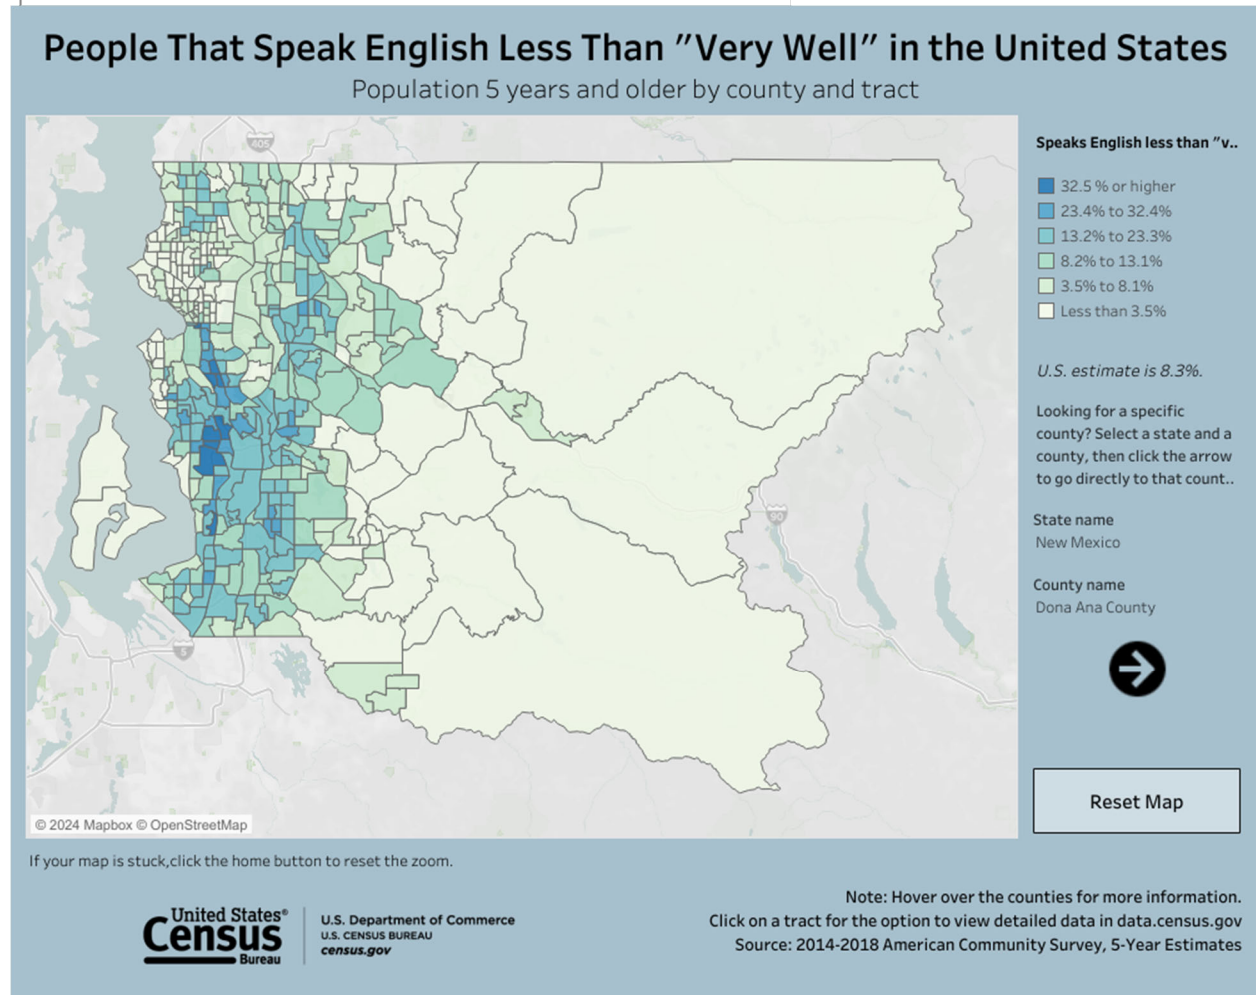 People That Speak English Less Than "Very Well" in the United States
Population 5 years and older by county and tract
405
90
5
© 2024 Mapbox © OpenStreetMap
Speaks English less than "v..
32.5 % or higher
23.4% to 32.4%
13.2% to 23.3%
8.2% to 13.1%
3.5% to 8.1%
Less than 3.5%
U.S. estimate is 8.3%.
Looking for a specific
county? Select a state and a
county, then click the arrow
to go directly to that count..
State name
New Mexico
County name
Dona Ana County
Reset Map
If your map is stuck,click the home button to reset the zoom.
United States®
Census
Bureau
U.S. Department of Commerce
U.S. CENSUS BUREAU
census.gov
Note: Hover over the counties for more information.
Click on a tract for the option to view detailed data in data.census.gov
Source: 2014-2018 American Community Survey, 5-Year Estimates